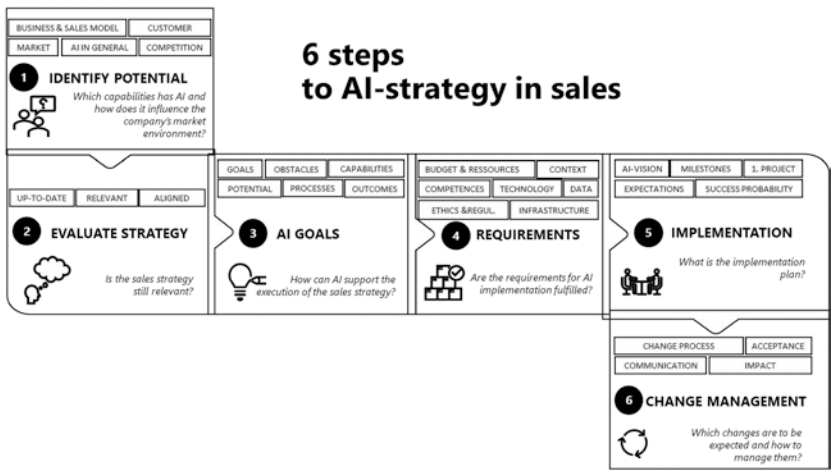 6 steps
to AI-strategy in sales
BUSINESS & SALES MODEL
CUSTOMER
MARKET
AI IN GENERAL
COMPETITION
1
IDENTIFY POTENTIAL
Which capabilities has AI and
how does it influence the
company's market
environment?
UP-TO-DATE
RELEVANT
ALIGNED
2
EVALUATE STRATEGY
Is the sales strategy
still relevant?
GOALS
OBSTACLES
CAPABILITIES
POTENTIAL
PROCESSES
OUTCOMES
3
AI GOALS
How can AI support the
execution of the sales strategy?
BUDGET & RESSOURCES
CONTEXT
COMPETENCES
TECHNOLOGY
DATA
ETHICS &REGUL.
INFRASTRUCTURE
4
REQUIREMENTS
Are the requirements for AI
implementation fulfilled?
AI-VISION
MILESTONES
1. PROJECT
EXPECTATIONS
SUCCESS PROBABILITY
5
IMPLEMENTATION
What is the implementation
plan?
CHANGE PROCESS
ACCEPTANCE
COMMUNICATION
IMPACT
6
CHANGE MANAGEMENT
Which changes are to be
expected and how to
manage them?